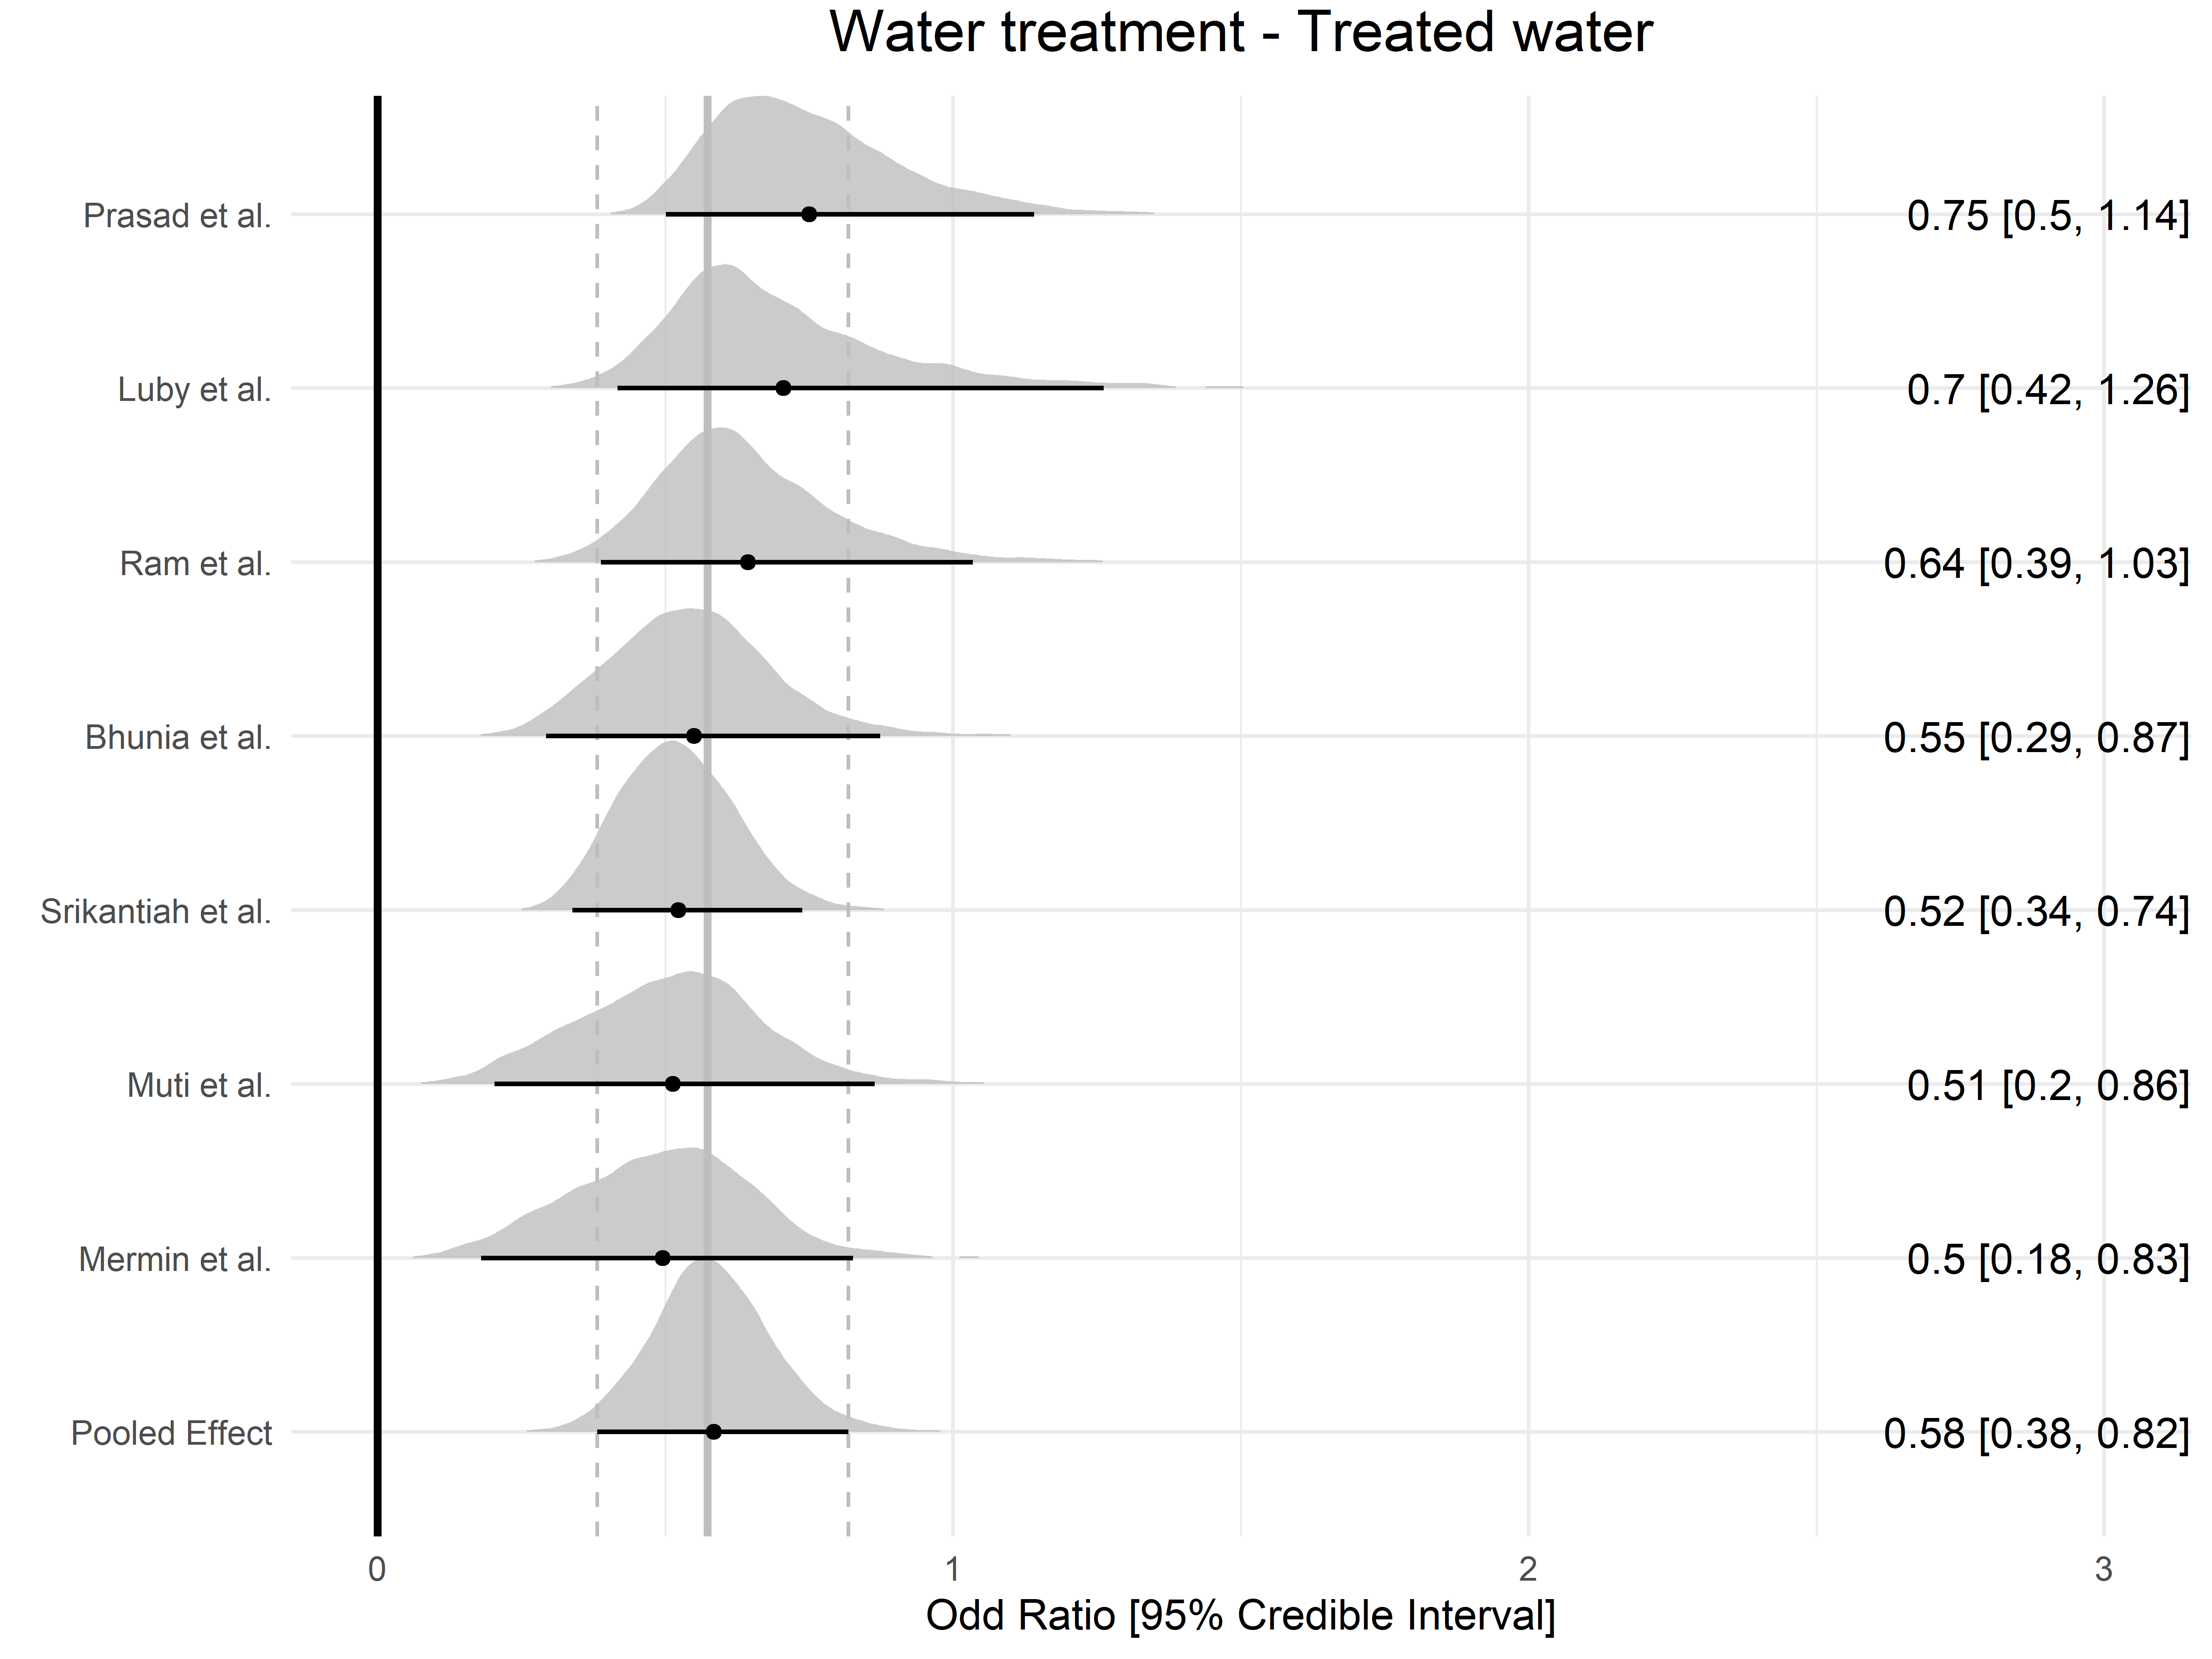 Water treatment - Treated water
Prasad et al. 0.75 [0.5, 1.14]
Luby et al. 0.7 [0.42, 1.26]
Ram et al. 0.64 [0.39, 1.03]
Bhunia et al. 0.55 [0.29, 0.87]
Srikantiah et al. 0.52 [0.34, 0.74]
Muti et al. 0.51 [0.2, 0.86]
Mermin et al. 0.5 [0.18, 0.83]
Pooled Effect 0.58 [0.38, 0.82]
0 1 2 3
Odd Ratio [95% Credible Interval]